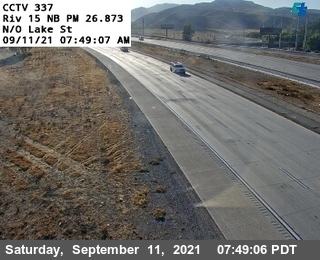 CCTV 337
Riv 15 NB PM 26.873
N/O Lake St
09/11/21 07:49:07 AM
Saturday, September 11, 2021 07:49:06 PDT